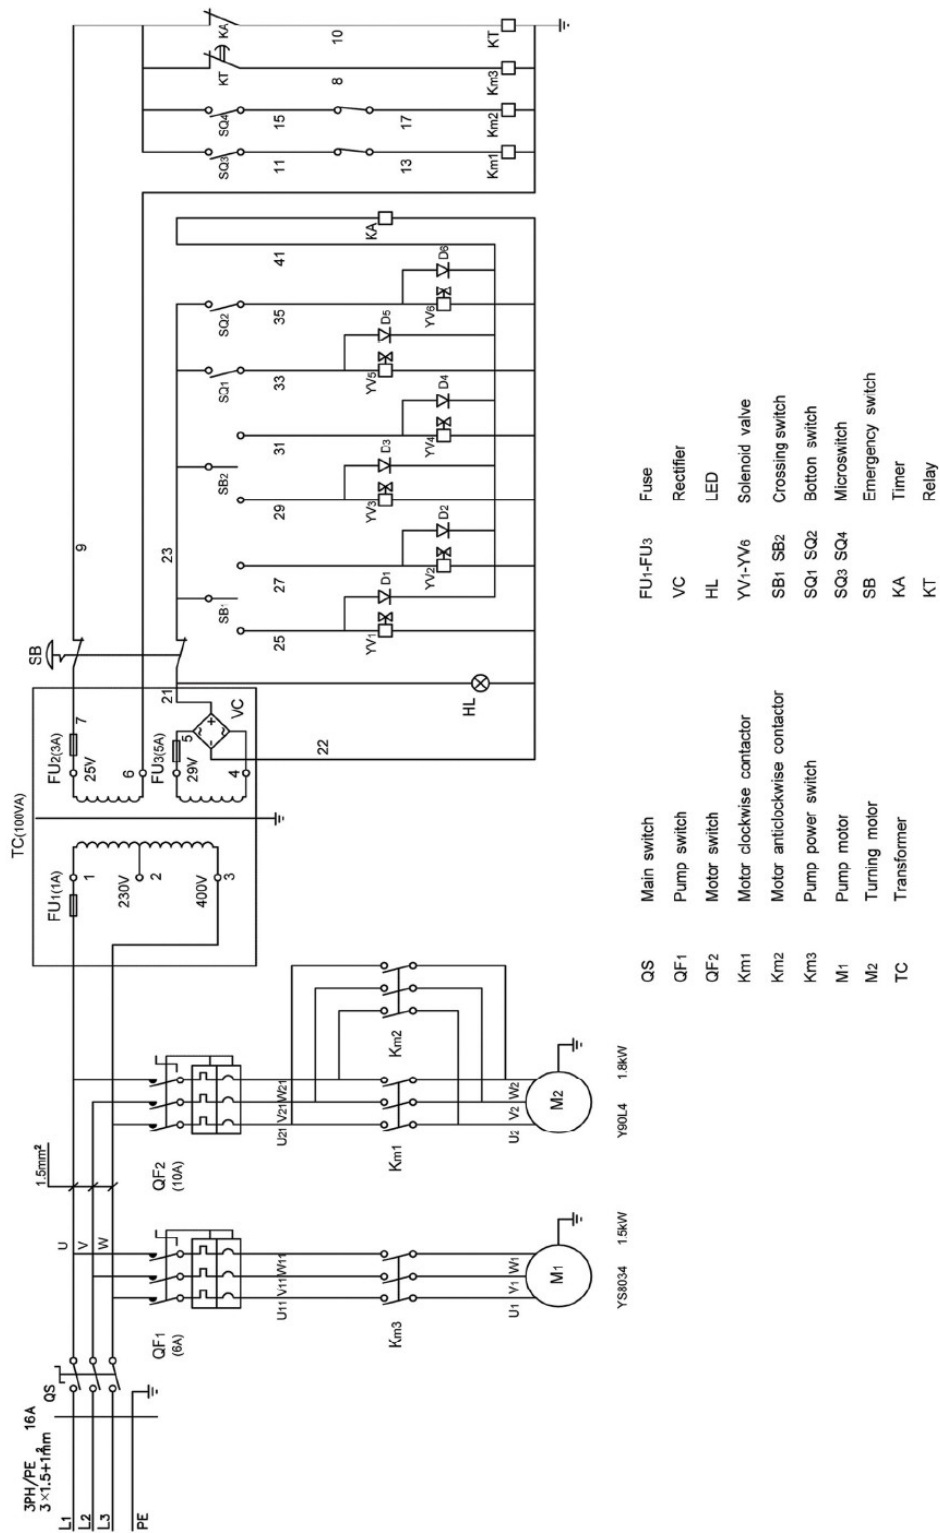 3PH/PE 16A
3×1.5+1mm²
L1
L2
L3
PE
QS
U
V
W
1.5mm²
QF1
(6A)
U11 V11 W11
Km3
U1 V1 W1
M1
YS8034 1.5kW
QF2
(10A)
U21 V21 W21
Km1
Km2
U2 V2 W2
M2
Y90L4 1.8kW
TC(100VA)
FU1(1A)
1
230V
2
400V
3
FU2(3A)
7
25V
6
FU3(5A)
5
29V
4
VC
21
22
HL
SB
9
23
SB1
25
27
SB2
29
31
SQ1
33
SQ2
35
41
YV1
D1
YV2
D2
YV3
D3
YV4
D4
YV5
D5
YV6
D6
KA
SQ3
11
13
Km1
SQ4
15
17
Km2
KT
8
Km3
KA
10
KT
QS Main switch
QF1 Pump switch
QF2 Motor switch
Km1 Motor clockwise contactor
Km2 Motor anticlockwise contactor
Km3 Pump power switch
M1 Pump motor
M2 Turning molor
TC Transformer
FU1-FU3 Fuse
VC Rectifier
HL LED
YV1-YV6 Solenoid valve
SB1 SB2 Crossing switch
SQ1 SQ2 Botton switch
SQ3 SQ4 Microswitch
SB Emergency switch
KA Timer
KT Relay